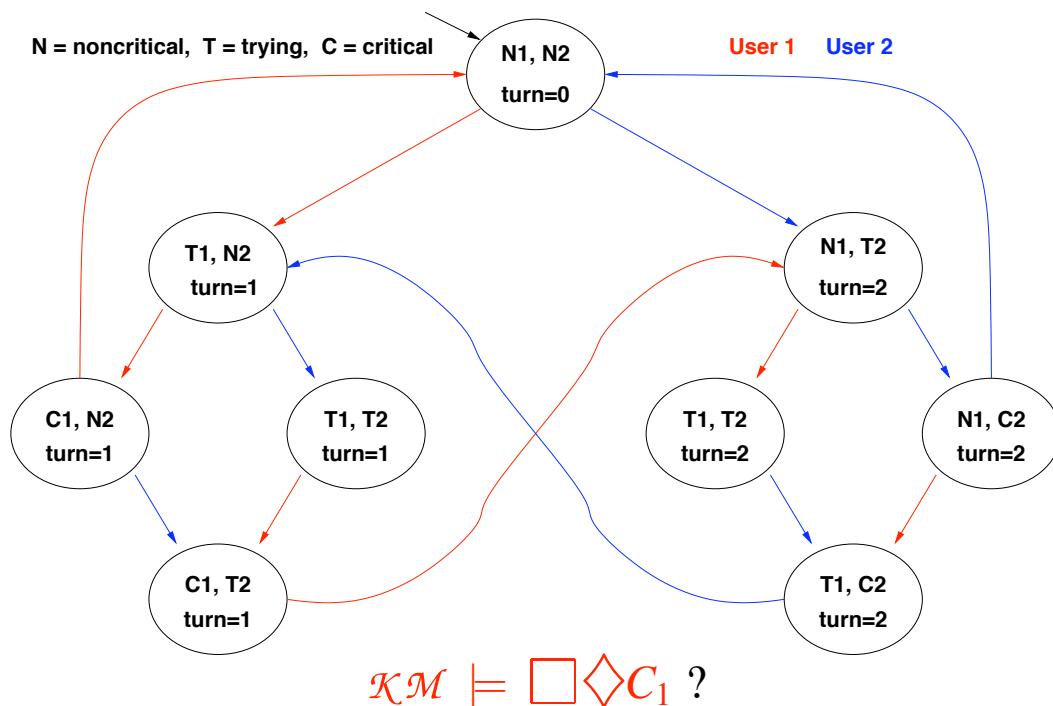 N = noncritical, T = trying, C = critical
User 1 User 2
N1, N2
turn=0
T1, N2
turn=1
N1, T2
turn=2
C1, N2
turn=1
T1, T2
turn=1
T1, T2
turn=2
N1, C2
turn=2
C1, T2
turn=1
T1, C2
turn=2
𝒦ℳ ⊨ □◇C₁ ?